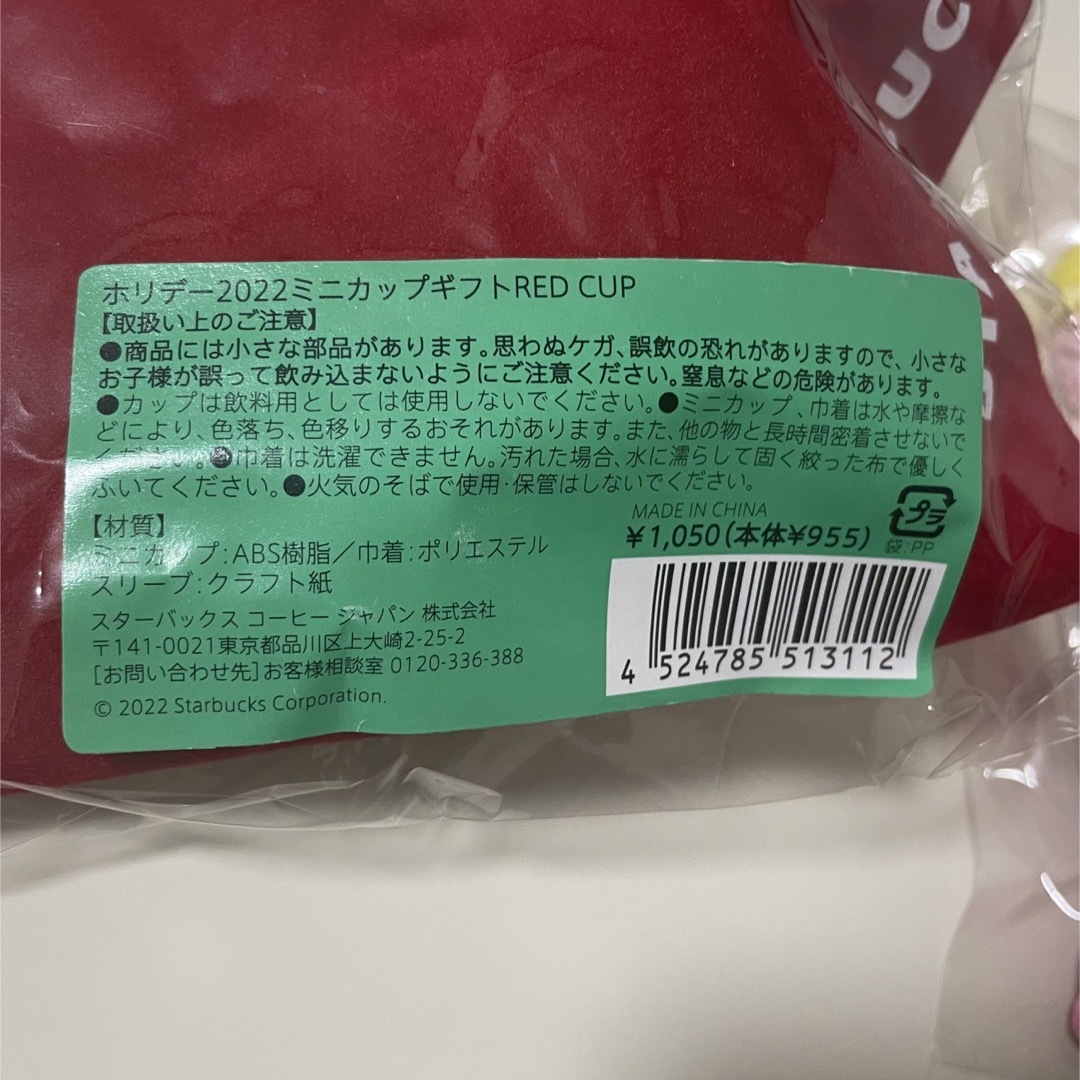 ホリデー2022ミニカップギフトRED CUP
【取扱い上のご注意】
●商品には小さな部品があります。思わぬケガ、誤飲の恐れがありますので、小さな
お子様が誤って飲み込まないようにご注意ください。窒息などの危険があります。
●カップは飲料用としては使用しないでください。●ミニカップ、巾着は水や摩擦な
どにより、色落ち、色移りするおそれがあります。また、他の物と長時間密着させないで
ください。●巾着は洗濯できません。汚れた場合、水に濡らして固く絞った布で優しく
ふいてください。●火気のそばで使用・保管はしないでください。
【材質】
ミニカップ:ABS樹脂/巾着:ポリエステル
スリーブ:クラフト紙
スターバックス コーヒー ジャパン 株式会社
〒141-0021東京都品川区上大崎2-25-2
[お問い合わせ先]お客様相談室 0120-336-388
© 2022 Starbucks Corporation.
MADE IN CHINA
¥1,050(本体¥955)
プラ
袋:PP
4 524785 513112
UC